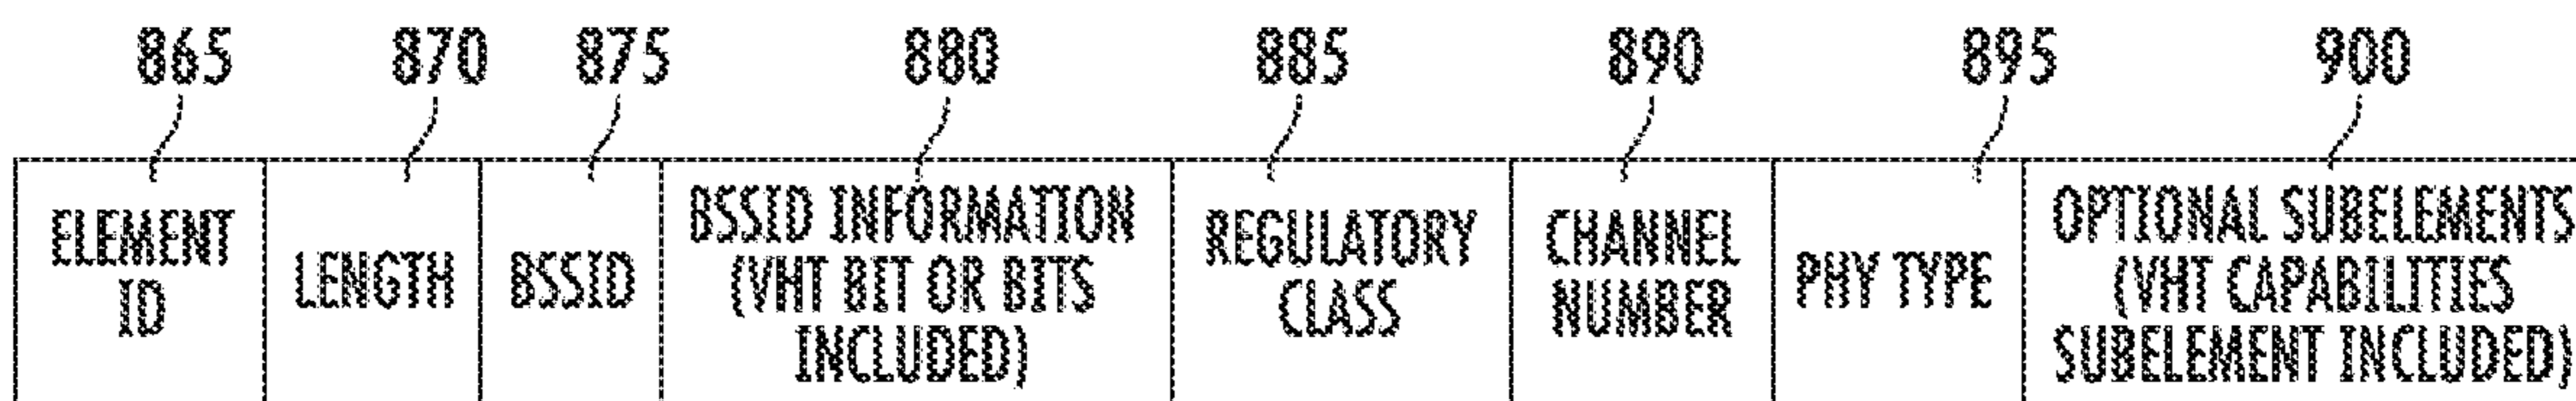 865 870 875 880 885 890 895 900
ELEMENT
ID
LENGTH
BSSID
BSSID INFORMATION
(VHT BIT OR BITS
INCLUDED)
REGULATORY
CLASS
CHANNEL
NUMBER
PHY TYPE
OPTIONAL SUBELEMENTS
(VHT CAPABILITIES
SUBELEMENT INCLUDED)